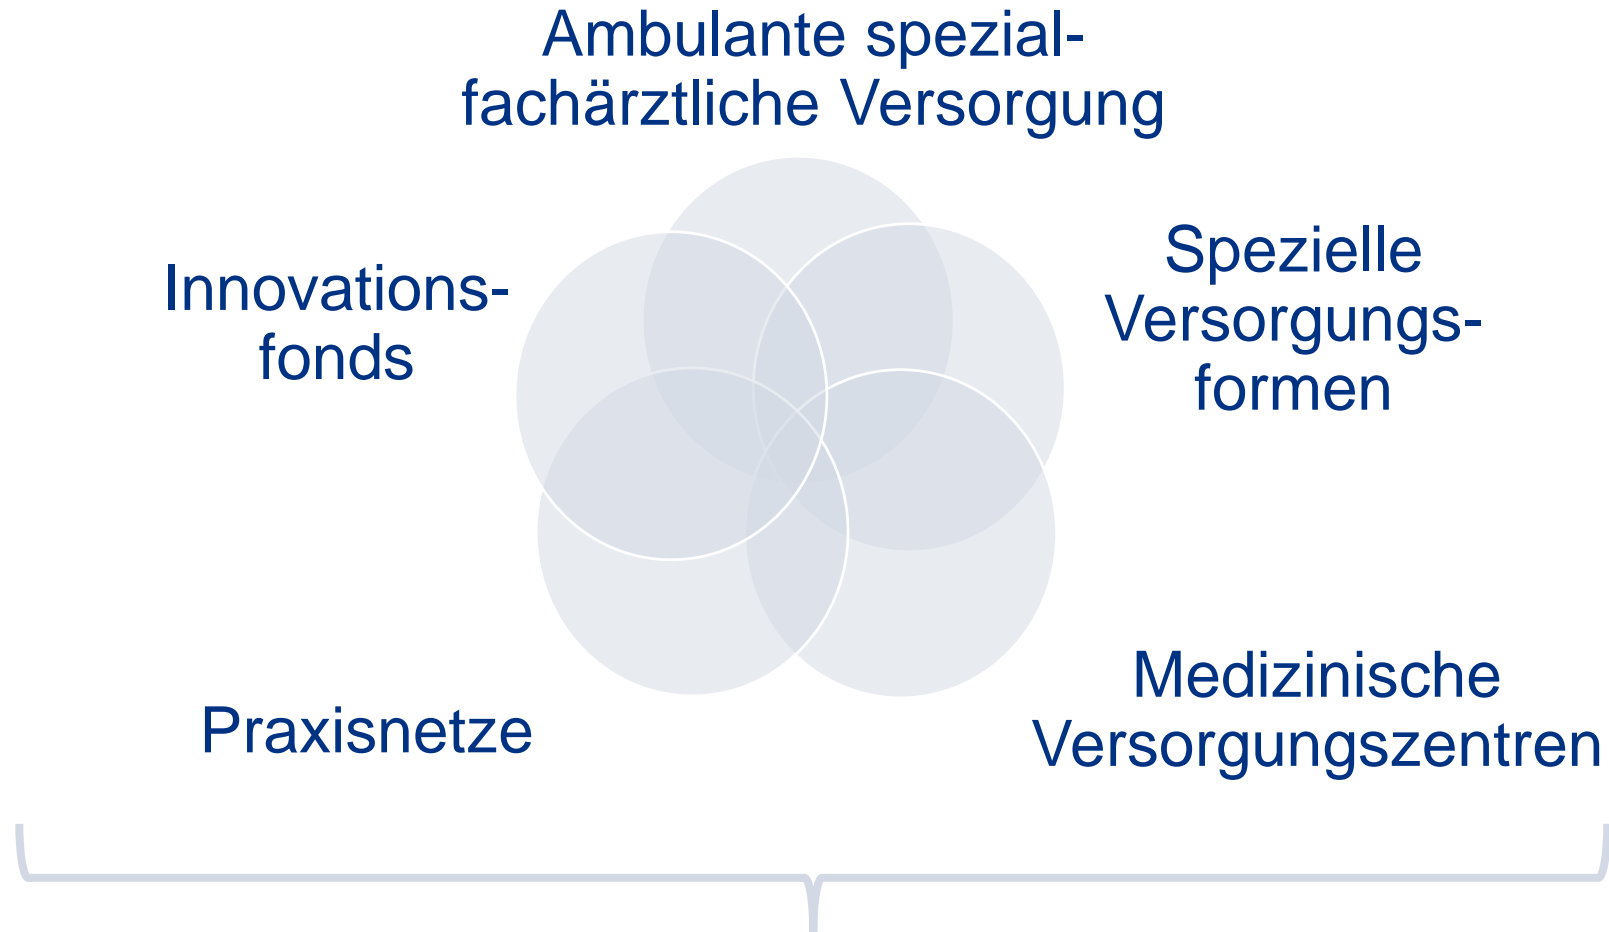 Ambulante spezial-
fachärztliche Versorgung
Spezielle
Versorgungs-
formen
Innovations-
fonds
Medizinische
Versorgungszentren
Praxisnetze